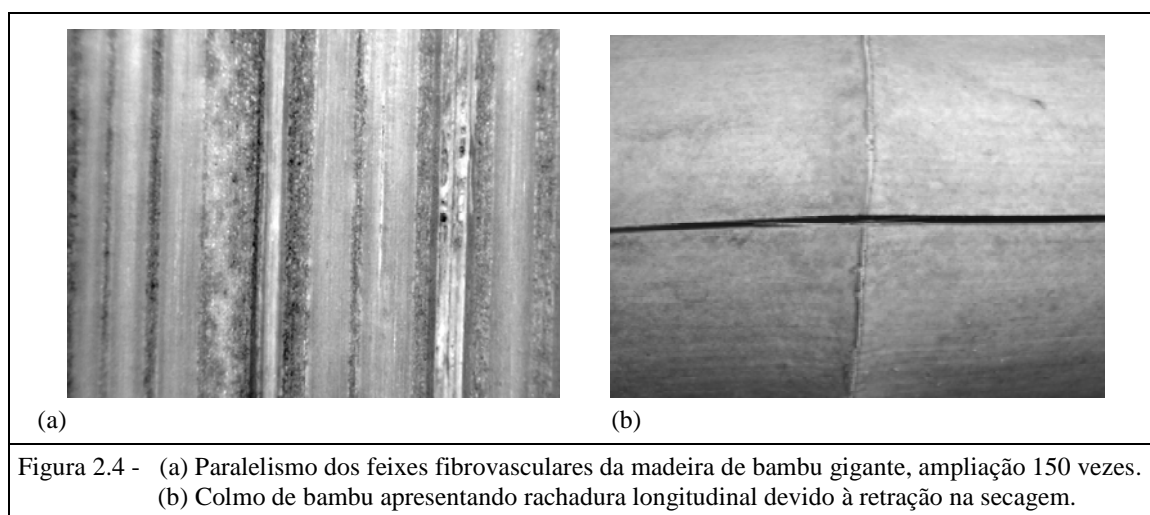 (a)
(b)
Figura 2.4 - (a) Paralelismo dos feixes fibrovasculares da madeira de bambu gigante, ampliação 150 vezes.
(b) Colmo de bambu apresentando rachadura longitudinal devido à retração na secagem.